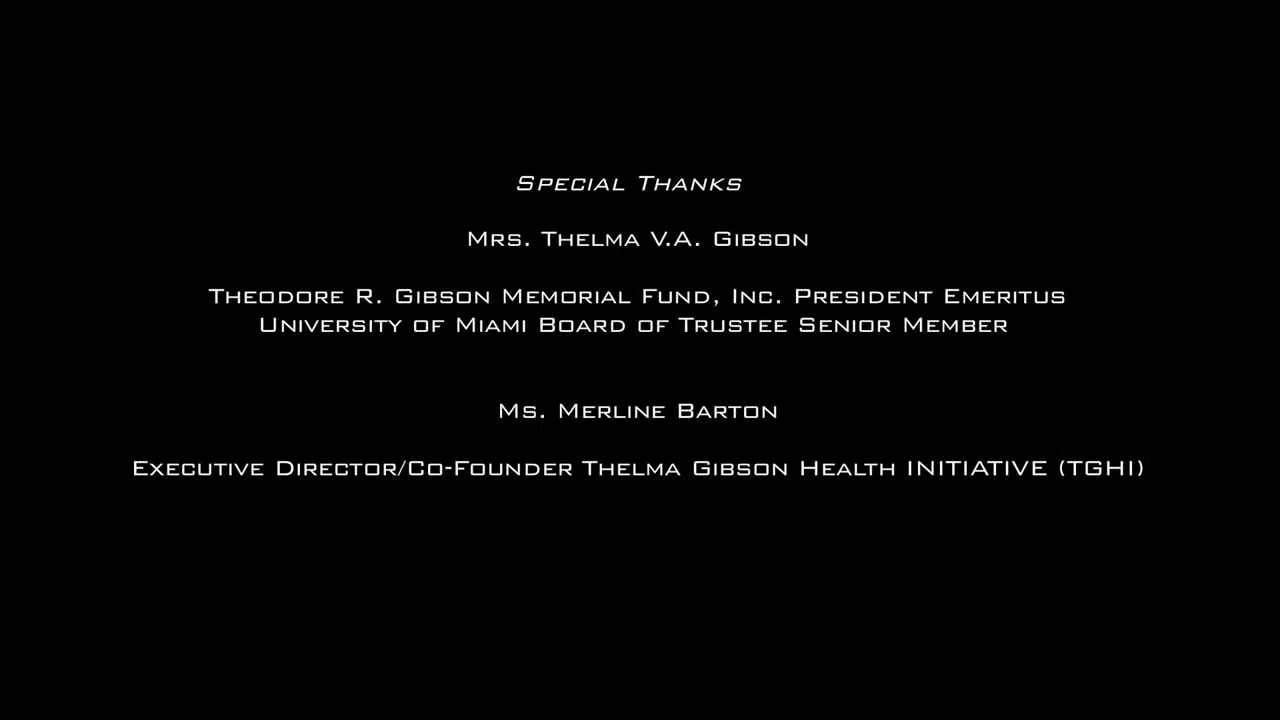 Special Thanks
Mrs. Thelma V.A. Gibson
Theodore R. Gibson Memorial Fund, Inc. President Emeritus
University of Miami Board of Trustee Senior Member
Ms. Merline Barton
Executive Director/Co-Founder Thelma Gibson Health INITIATIVE (TGHI)